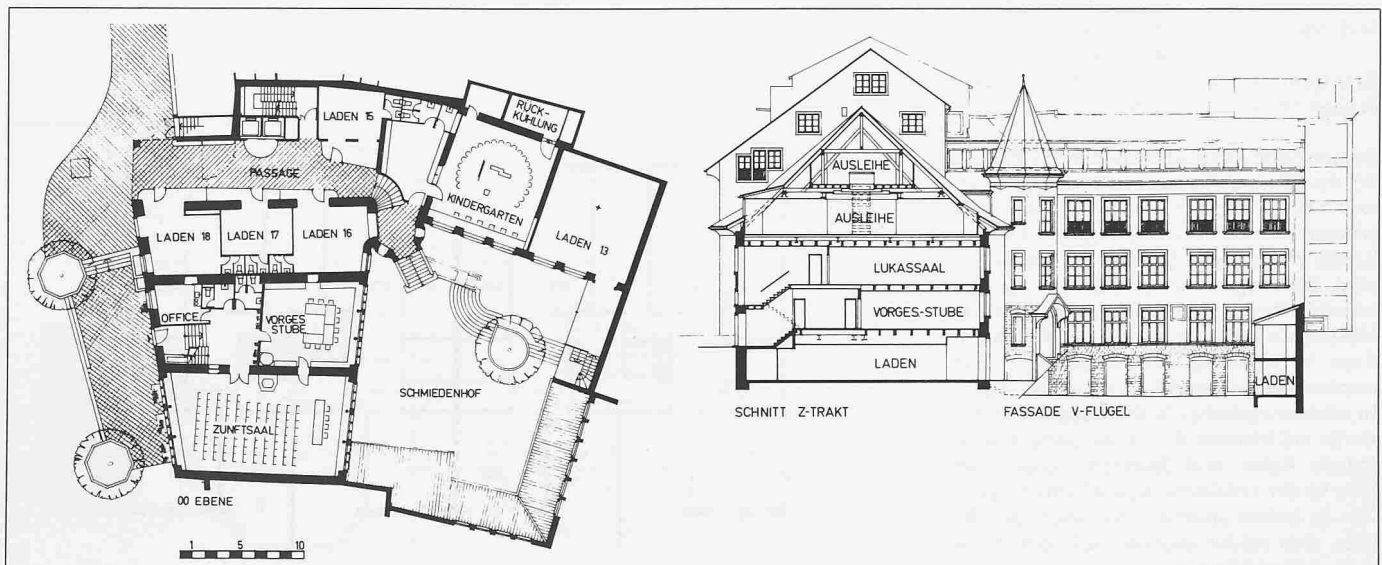 LADEN 15
RÜCK-
KÜHLUNG
PASSAGE
KINDERGARTEN
LADEN 18
LADEN 17
LADEN 16
LADEN 13
OFFICE
VORGES
STUBE
SCHMIEDENHOF
ZUNFTSAAL
00 EBENE
1 5 10
AUSLEIHE
AUSLEIHE
LUKASSAAL
VORGES-STUBE
LADEN
LADEN
SCHNITT Z-TRAKT
FASSADE V-FLÜGEL